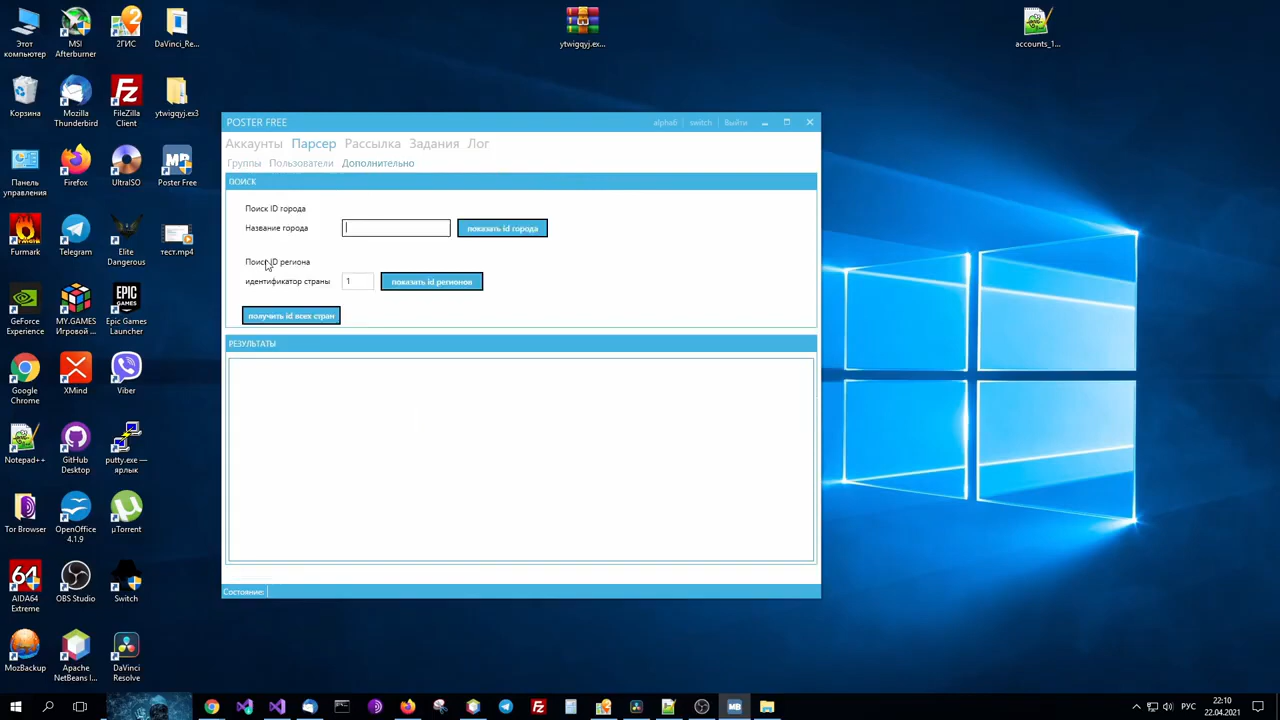 Этот
компьютер
MSI
Afterburner
2ГИС
DaVinci_Re...
ytwigqyj.ex...
accounts_1...
Корзина
Mozilla
Thunderbird
FileZilla
Client
ytwigqyj.ex3
Панель
управления
Firefox
UltraISO
Poster Free
Furmark
Telegram
Elite
Dangerous
тест.mp4
GeForce
Experience
MY.GAMES
Игровой ...
Epic Games
Launcher
Google
Chrome
XMind
Viber
Notepad++
GitHub
Desktop
putty.exe —
ярлык
Tor Browser
OpenOffice
4.1.9
µTorrent
AIDA64
Extreme
OBS Studio
Switch
MozBackup
Apache
NetBeans I...
DaVinci
Resolve
POSTER FREE
alphab
switch
Выйти
Аккаунты Парсер Рассылка Задания Лог
Группы Пользователи Дополнительно
ПОИСК
Поиск ID города
Название города
показать id города
Поиск ID региона
идентификатор страны
1
показать id регионов
получить id всех стран
РЕЗУЛЬТАТЫ
Состояние:
РУС
22:10
22.04.2021